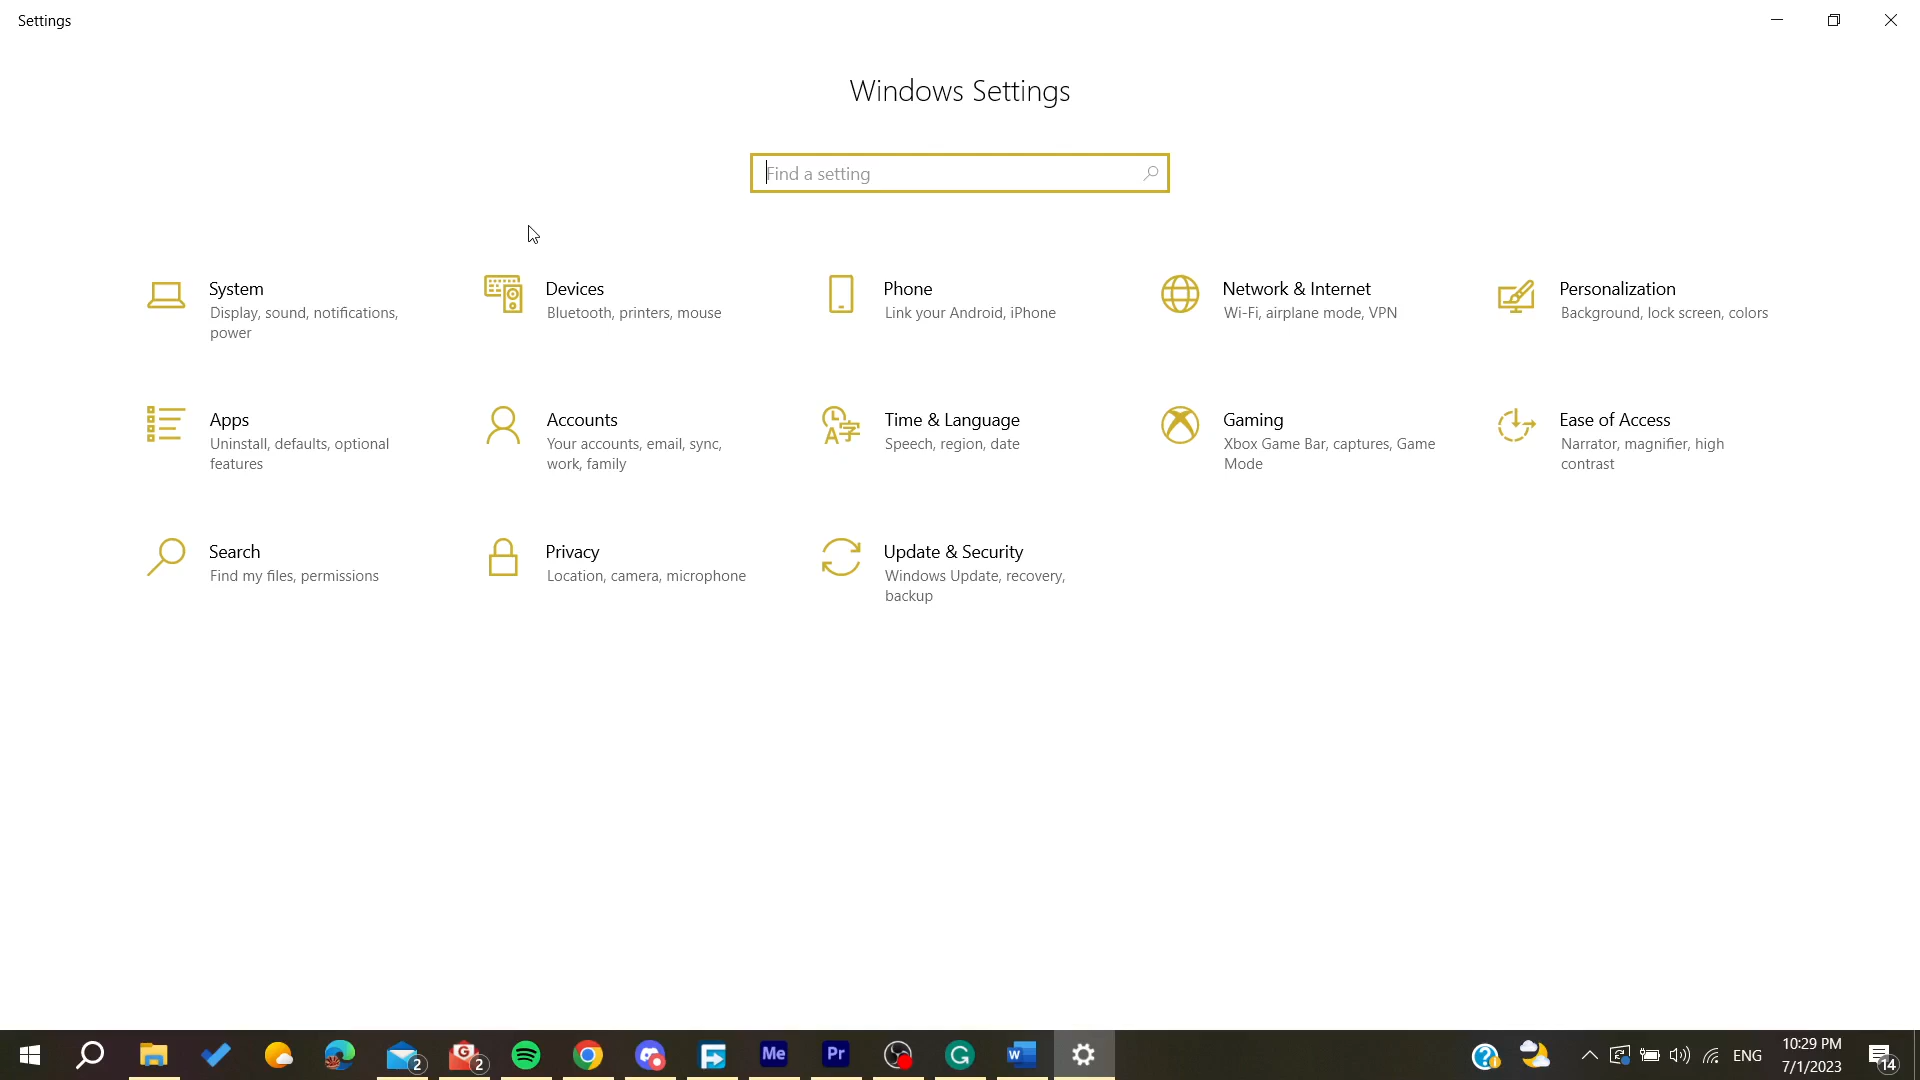 Settings
Windows Settings
Find a setting
System
Display, sound, notifications,
power
Devices
Bluetooth, printers, mouse
Phone
Link your Android, iPhone
Network & Internet
Wi-Fi, airplane mode, VPN
Personalization
Background, lock screen, colors
Apps
Uninstall, defaults, optional
features
Accounts
Your accounts, email, sync,
work, family
Time & Language
Speech, region, date
Gaming
Xbox Game Bar, captures, Game
Mode
Ease of Access
Narrator, magnifier, high
contrast
Search
Find my files, permissions
Privacy
Location, camera, microphone
Update & Security
Windows Update, recovery,
backup
2
G 2
Me
Pr
G
W
ENG
10:29 PM
7/1/2023
14